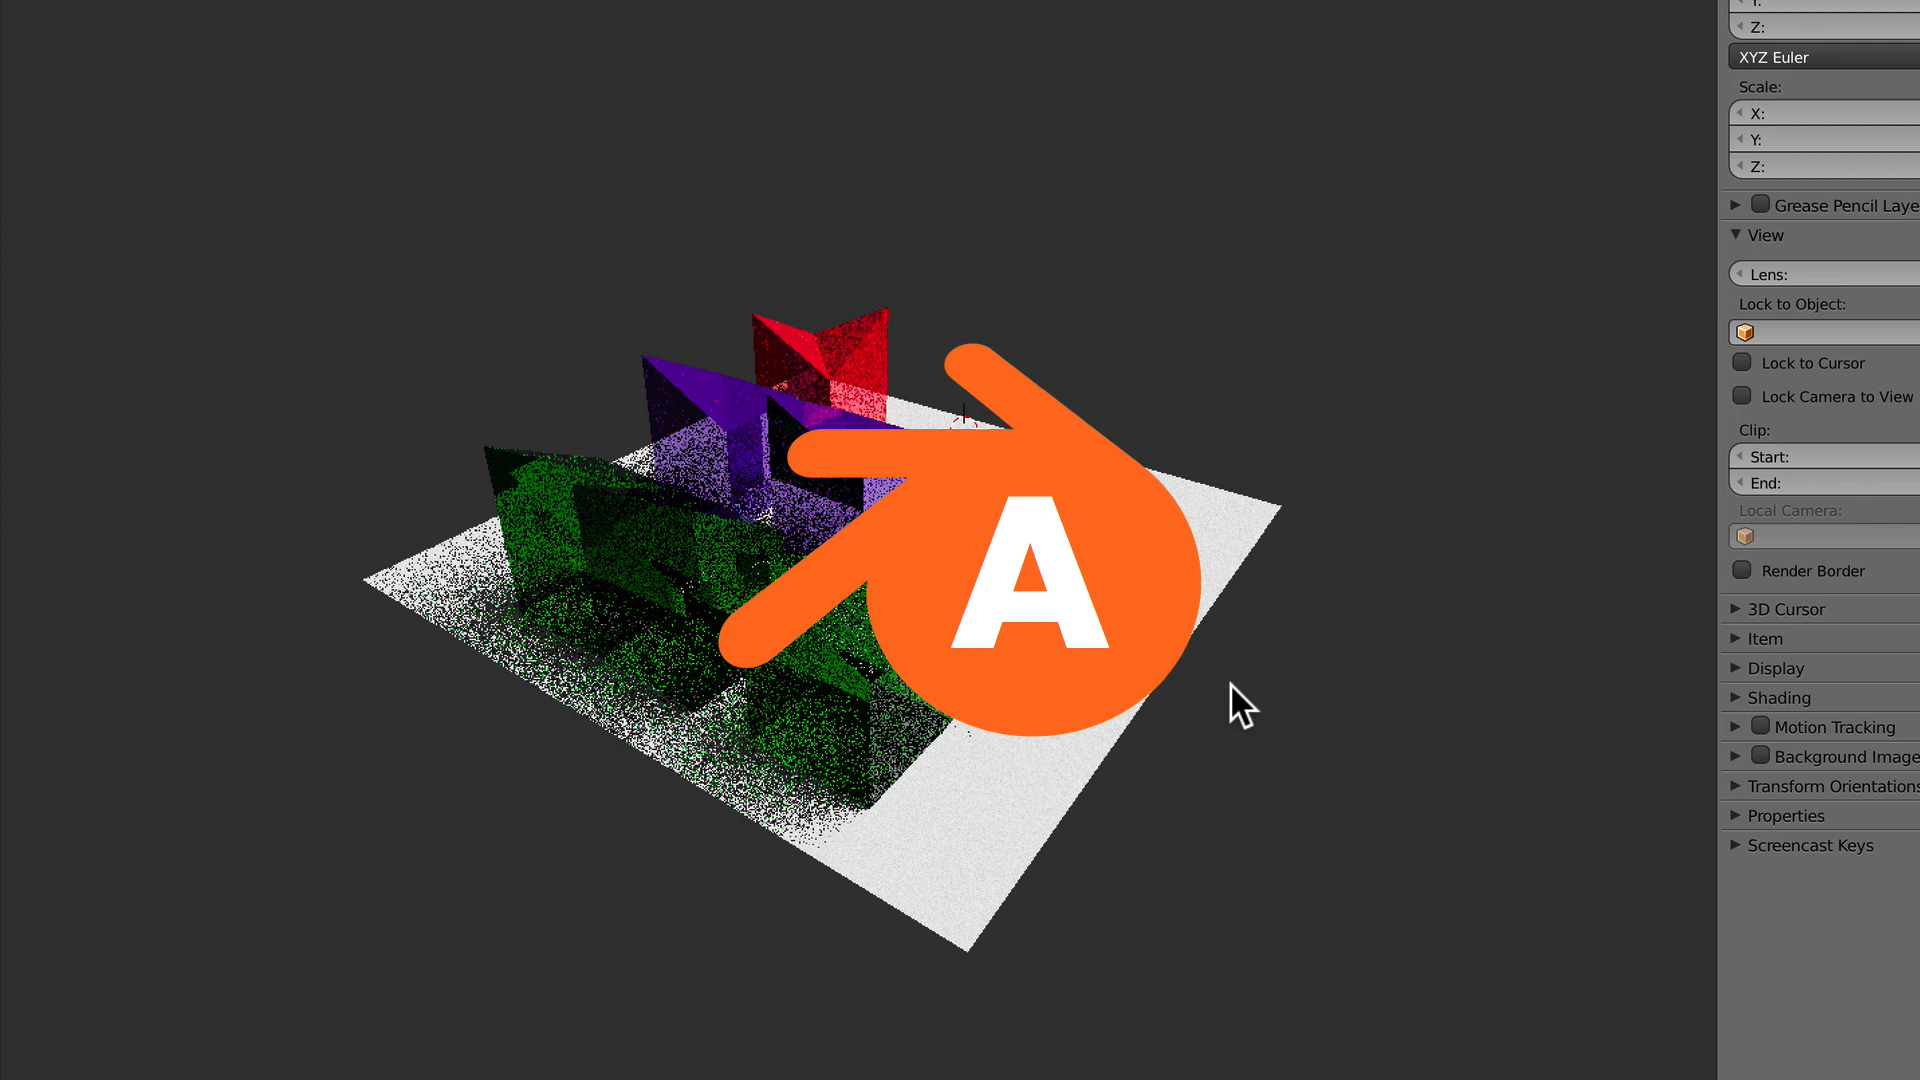 Y:
Z:
XYZ Euler
Scale:
X:
Y:
Z:
Grease Pencil Laye
View
Lens:
Lock to Object:
Lock to Cursor
Lock Camera to View
Clip:
Start:
End:
Local Camera:
Render Border
3D Cursor
Item
Display
Shading
Motion Tracking
Background Image
Transform Orientations
Properties
Screencast Keys
A